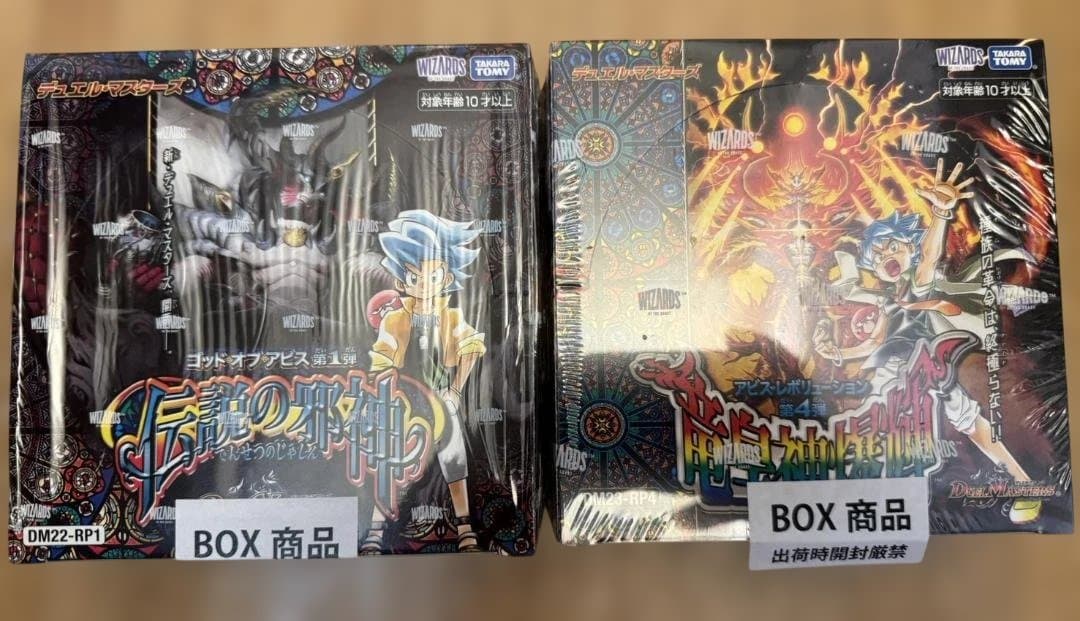 デュエル・マスターズ
WIZARDS
TAKARA TOMY
対象年齢10才以上
ゴッド・オブ・アビス 第1弾
伝説の邪神
でんせつのじゃしん
DM22-RP1
BOX 商品
デュエル・マスターズ
WIZARDS
TAKARA TOMY
対象年齢10才以上
アビス・レボリューション
第4弾
竜皇神爆輝
DM23-RP4
DUEL MASTERS
BOX 商品
出荷時開封厳禁